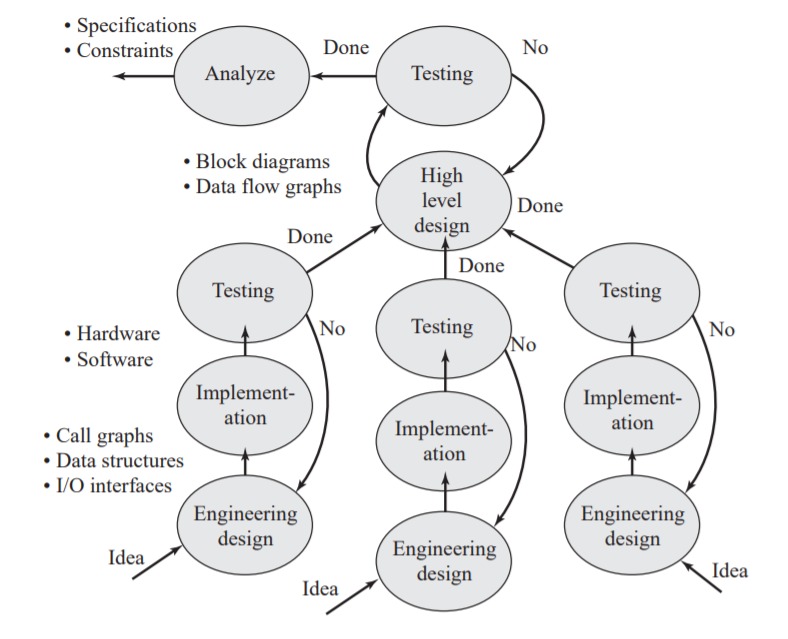 • Specifications
• Constraints
Analyze
Done
Testing
No
• Block diagrams
• Data flow graphs
High
level
design
Done
Done
Done
Testing
No
• Hardware
• Software
Implement-
ation
• Call graphs
• Data structures
• I/O interfaces
Engineering
design
Idea
Testing
No
Implement-
ation
Engineering
design
Idea
Testing
No
Implement-
ation
Engineering
design
Idea